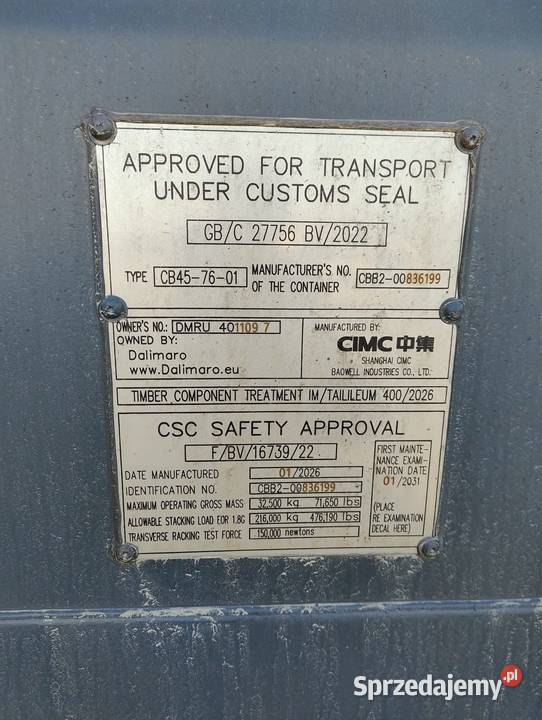 APPROVED FOR TRANSPORT
UNDER CUSTOMS SEAL
GB/C 27756 BV/2022
TYPE CB45-76-01 MANUFACTURER'S NO. OF THE CONTAINER CBB2-00836199
OWNER'S NO.: DMRU 401109 7
OWNED BY:
Dalimaro
www.Dalimaro.eu
MANUFACTURED BY:
CIMC 中集
SHANGHAI CIMC
BAOWELL INDUSTRIES CO., LTD.
TIMBER COMPONENT TREATMENT IM/TAILILEUM 400/2026
CSC SAFETY APPROVAL
F/BV/16739/22
DATE MANUFACTURED 01/2026
IDENTIFICATION NO. CBB2-00836199
MAXIMUM OPERATING GROSS MASS 32,500 kg 71,650 lbs
ALLOWABLE STACKING LOAD FOR 1.8G 216,000 kg 476,190 lbs
TRANSVERSE RACKING TEST FORCE 150,000 newtons
FIRST MAINTE-
NANCE EXAMI-
NATION DATE
01/2031
(PLACE
RE EXAMINATION
DECAL HERE)
Sprzedajemy.pl